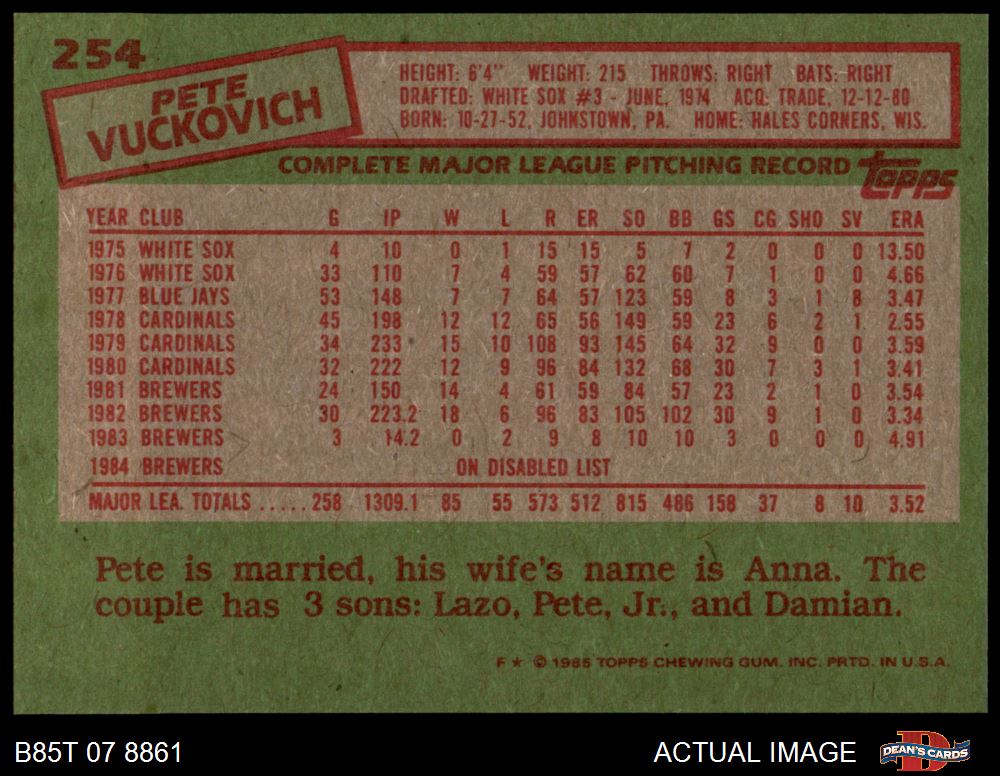 254
PETE
VUCKOVICH
HEIGHT: 6'4" WEIGHT: 215 THROWS: RIGHT BATS: RIGHT
DRAFTED: WHITE SOX #3 - JUNE, 1974 ACQ: TRADE, 12-12-80
BORN: 10-27-52, JOHNSTOWN, PA. HOME: HALES CORNERS, WIS.
COMPLETE MAJOR LEAGUE PITCHING RECORD
Topps
YEAR CLUB G IP W L R ER SO BB GS CG SHO SV ERA
1975 WHITE SOX 4 10 0 1 15 15 5 7 2 0 0 0 13.50
1976 WHITE SOX 33 110 7 4 59 57 62 60 7 1 0 0 4.66
1977 BLUE JAYS 53 148 7 7 64 57 123 59 8 3 1 8 3.47
1978 CARDINALS 45 198 12 12 65 56 149 59 23 6 2 1 2.55
1979 CARDINALS 34 233 15 10 108 93 145 64 32 9 0 0 3.59
1980 CARDINALS 32 222 12 9 96 84 132 68 30 7 3 1 3.41
1981 BREWERS 24 150 14 4 61 59 84 57 23 2 1 0 3.54
1982 BREWERS 30 223.2 18 6 96 83 105 102 30 9 1 0 3.34
1983 BREWERS 3 14.2 0 2 9 8 10 10 3 0 0 0 4.91
1984 BREWERS ON DISABLED LIST
MAJOR LEA. TOTALS ..... 258 1309.1 85 55 573 512 815 486 158 37 8 10 3.52
Pete is married, his wife's name is Anna. The
couple has 3 sons: Lazo, Pete, Jr., and Damian.
F ★ © 1985 TOPPS CHEWING GUM, INC. PRTD. IN U.S.A.
B85T 07 8861
ACTUAL IMAGE
D
DEAN'S CARDS